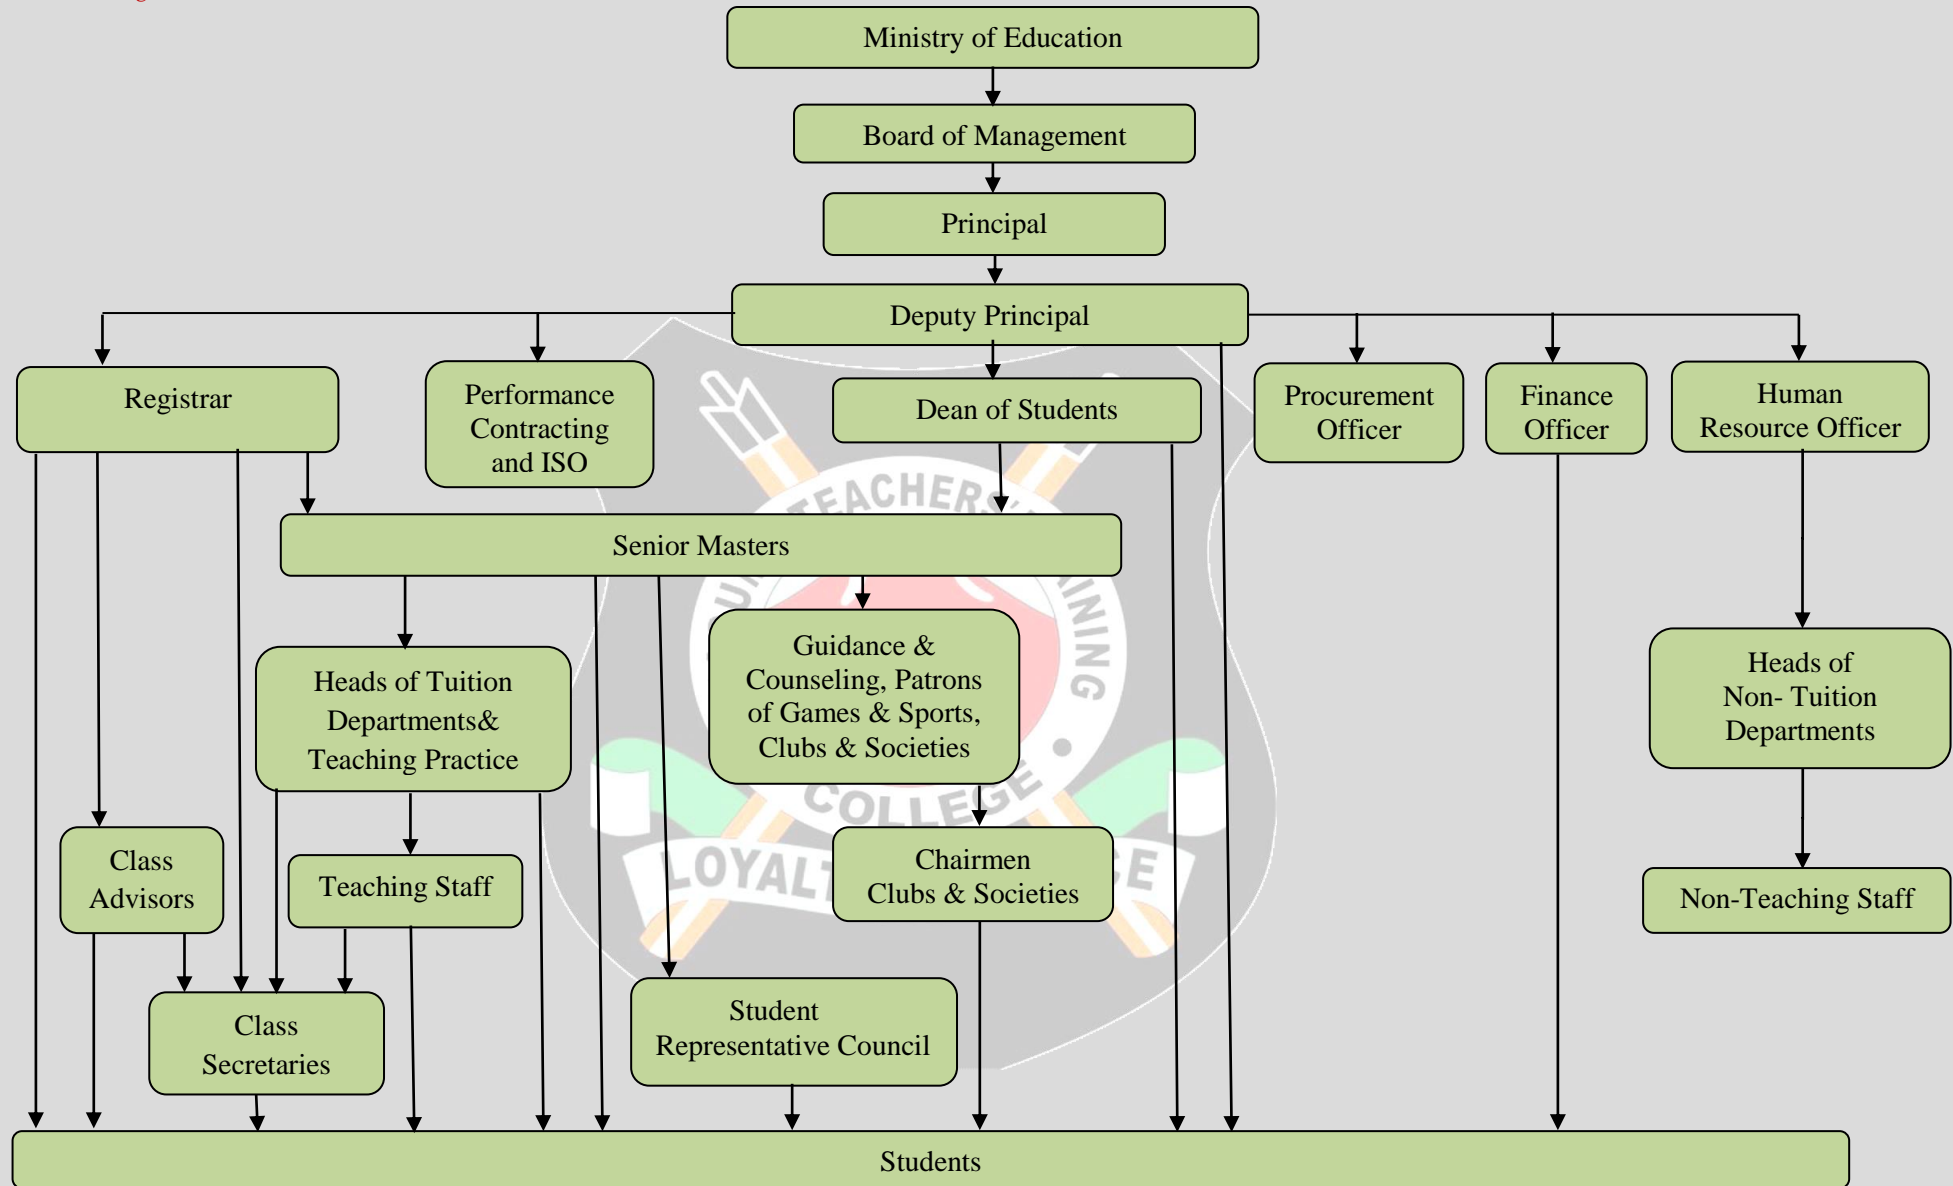 Ministry of Education
Board of Management
Principal
Deputy Principal
Registrar
Performance
Contracting
and ISO
Dean of Students
Procurement
Officer
Finance
Officer
Human
Resource Officer
Senior Masters
Heads of Tuition
Departments&
Teaching Practice
Guidance &
Counseling, Patrons
of Games & Sports,
Clubs & Societies
Heads of
Non- Tuition
Departments
Class
Advisors
Teaching Staff
Chairmen
Clubs & Societies
Non-Teaching Staff
Class
Secretaries
Student
Representative Council
Students
TEACHERS'
COLLEGE